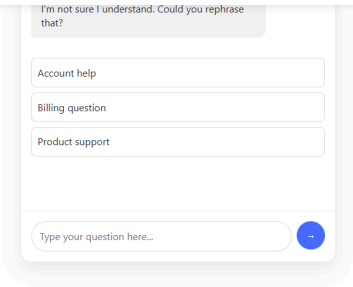 I'm not sure I understand. Could you rephrase
that?
Account help
Billing question
Product support
Type your question here...
→